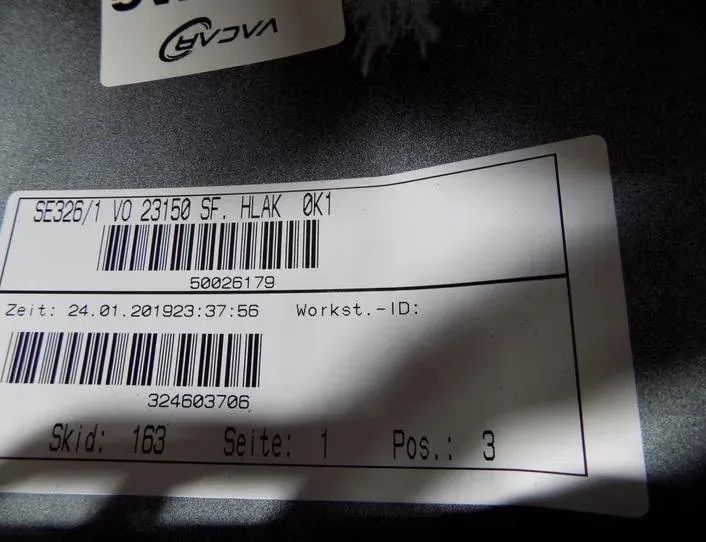 VACAR
SE326/1 VO 23150 SF. HLAK 0K1
50026179
Zeit: 24.01.201923:37:56 Workst.-ID:
324603706
Skid: 163 Seite: 1 Pos.: 3